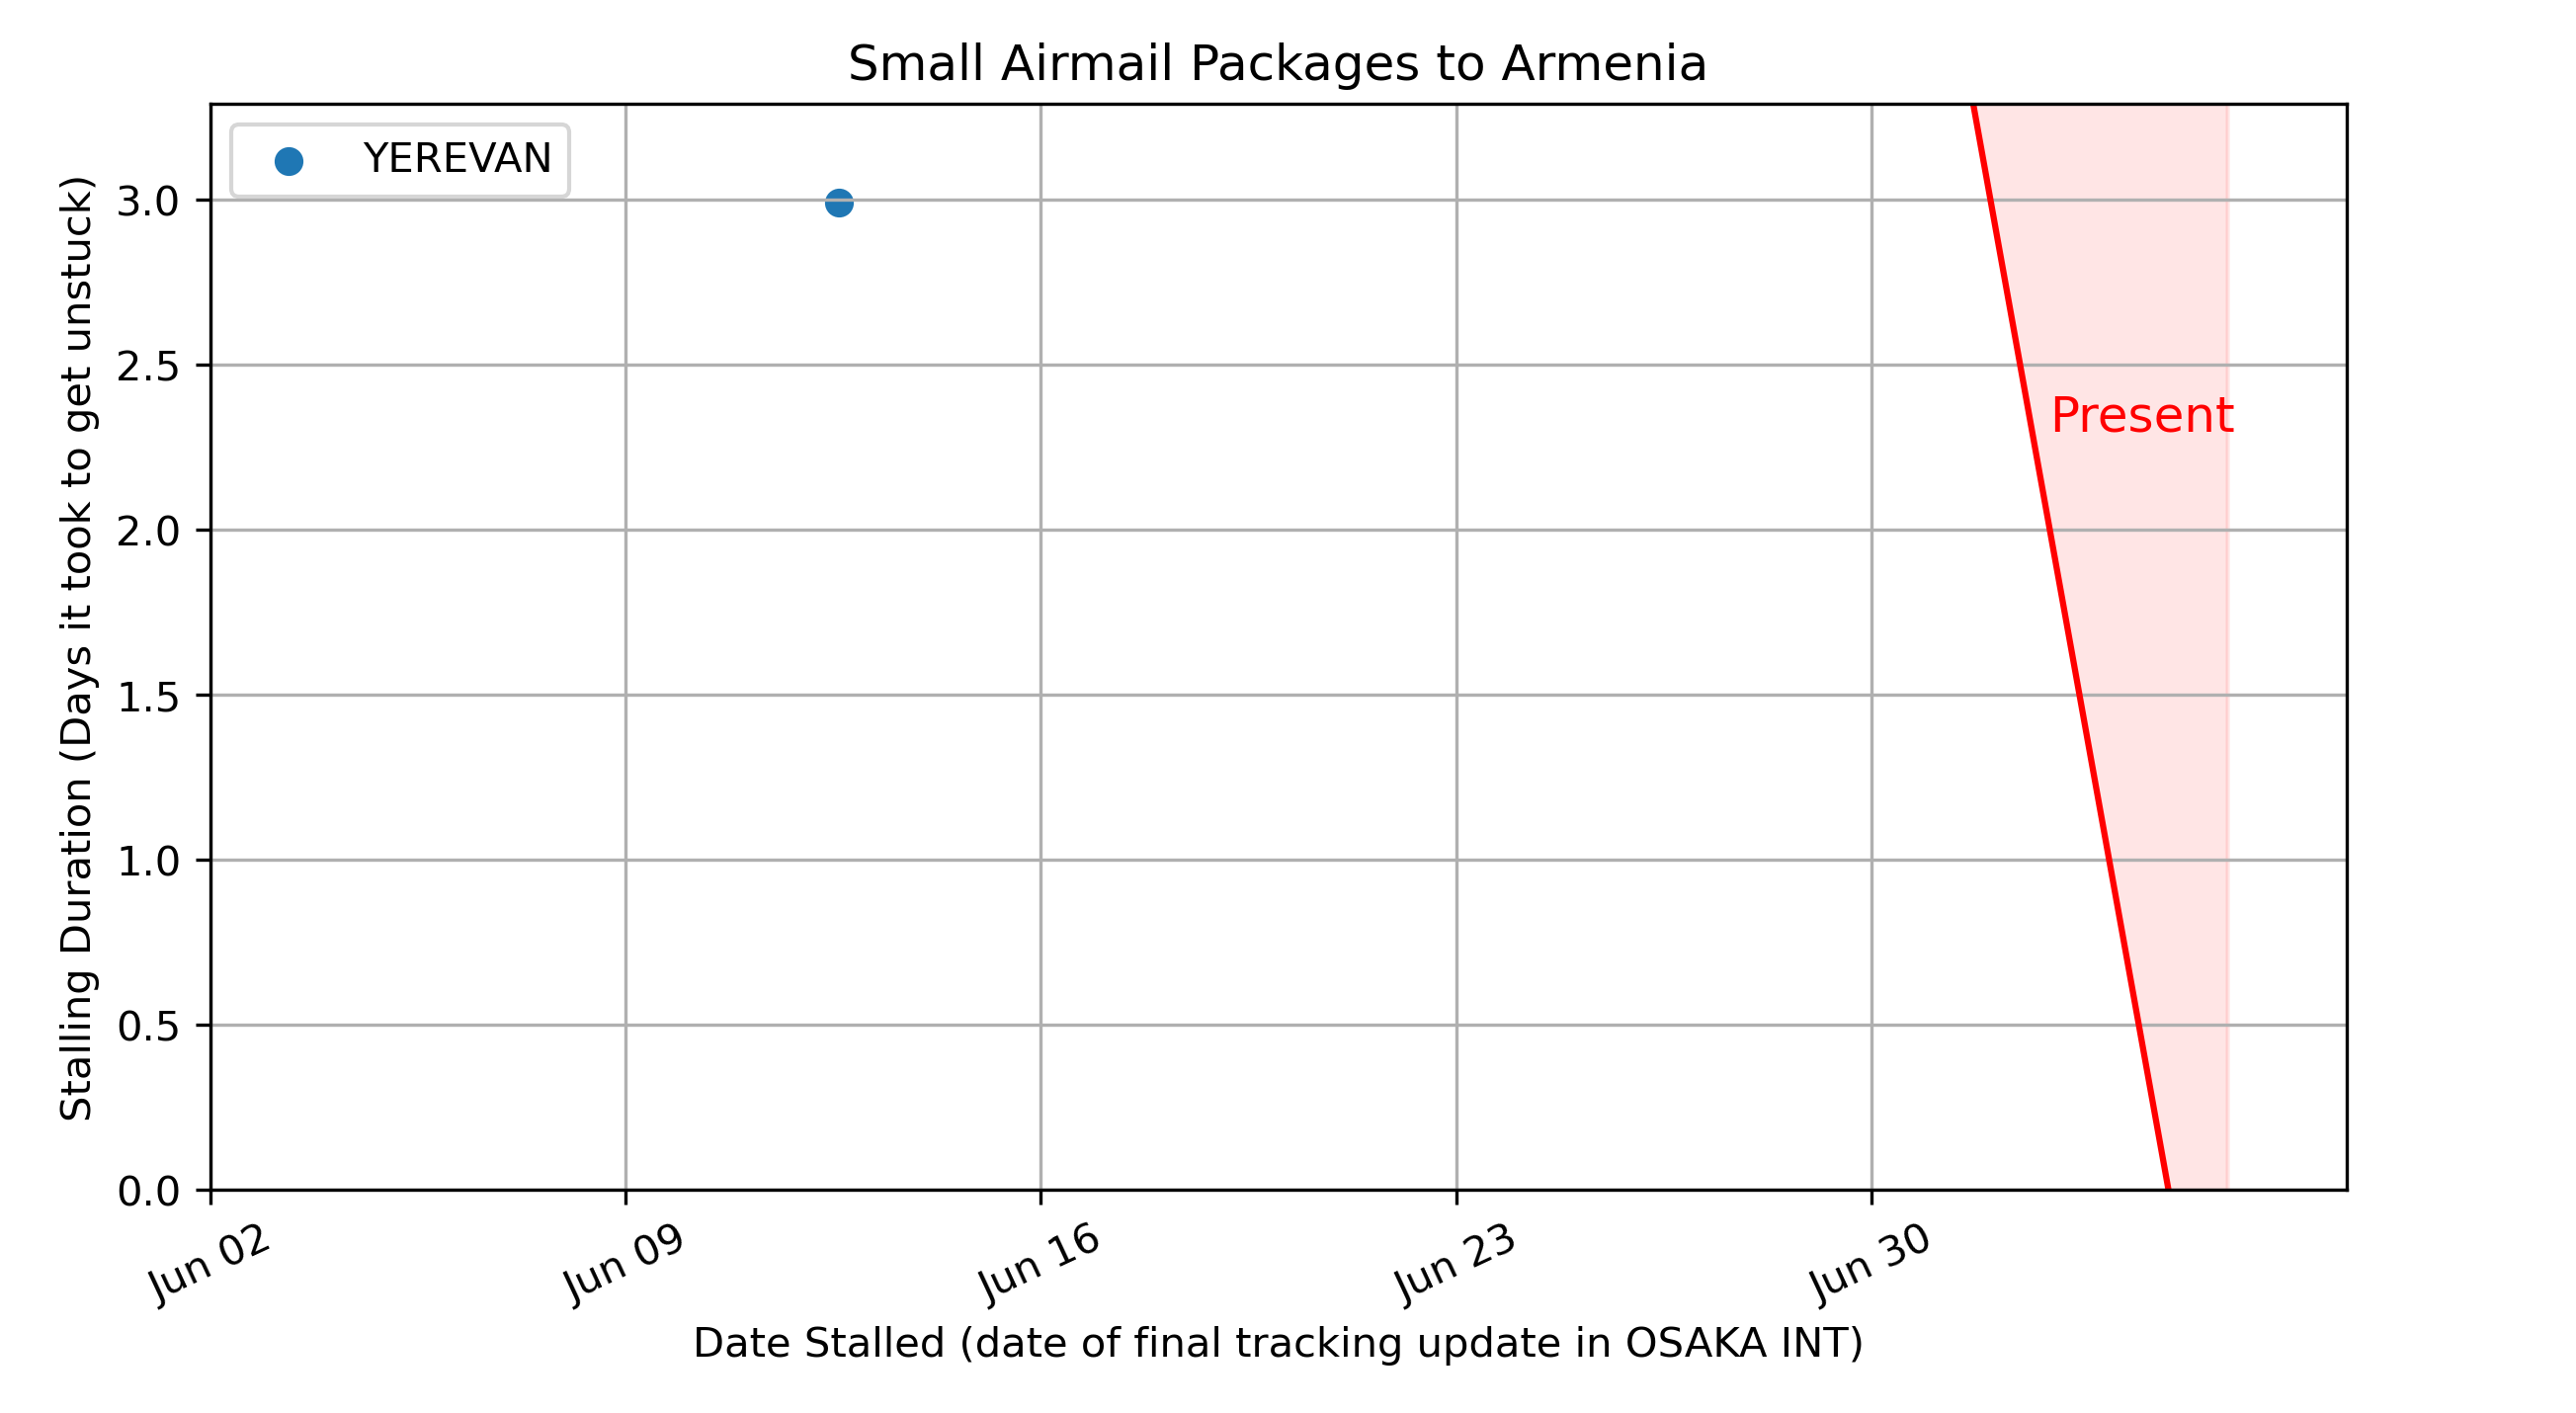 Small Airmail Packages to Armenia
YEREVAN
Stalling Duration (Days it took to get unstuck)
3.0
2.5
2.0
1.5
1.0
0.5
0.0
Present
Jun 02
Jun 09
Jun 16
Jun 23
Jun 30
Date Stalled (date of final tracking update in OSAKA INT)